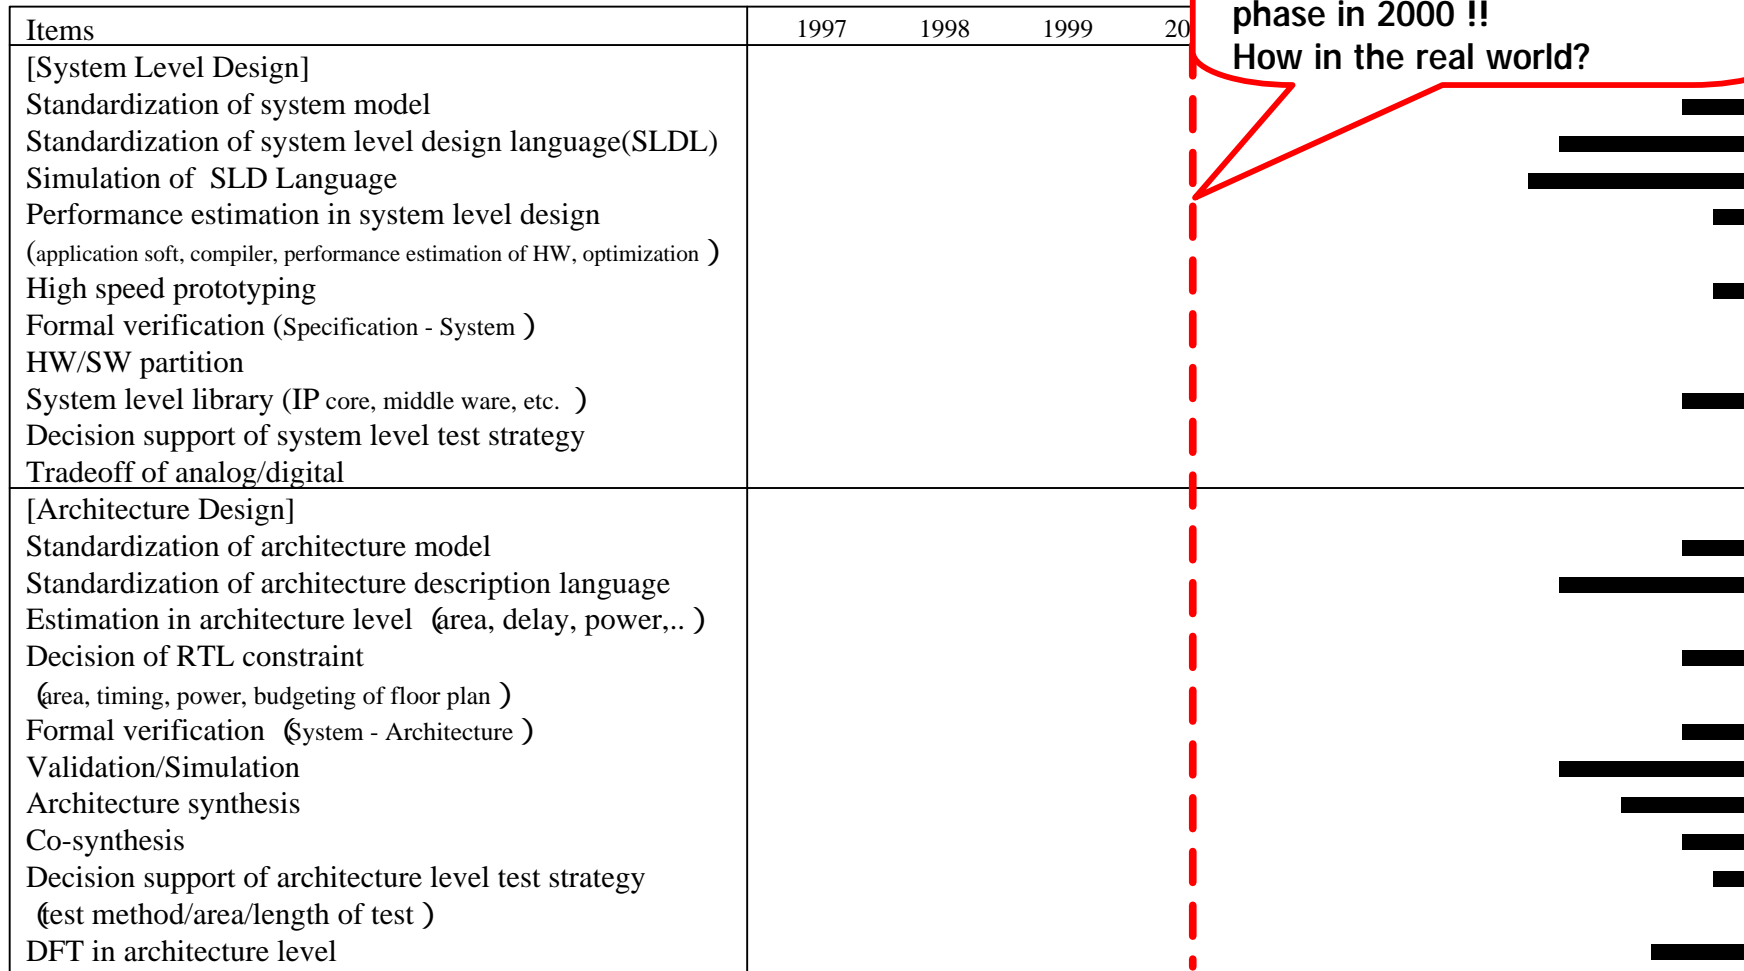 phase in 2000 !!
How in the real world?
Items 1997 1998 1999 20
[System Level Design]
Standardization of system model
Standardization of system level design language(SLDL)
Simulation of SLD Language
Performance estimation in system level design
(application soft, compiler, performance estimation of HW, optimization )
High speed prototyping
Formal verification (Specification - System )
HW/SW partition
System level library (IP core, middle ware, etc. )
Decision support of system level test strategy
Tradeoff of analog/digital
[Architecture Design]
Standardization of architecture model
Standardization of architecture description language
Estimation in architecture level (area, delay, power,.. )
Decision of RTL constraint
(area, timing, power, budgeting of floor plan )
Formal verification (System - Architecture )
Validation/Simulation
Architecture synthesis
Co-synthesis
Decision support of architecture level test strategy
(test method/area/length of test )
DFT in architecture level